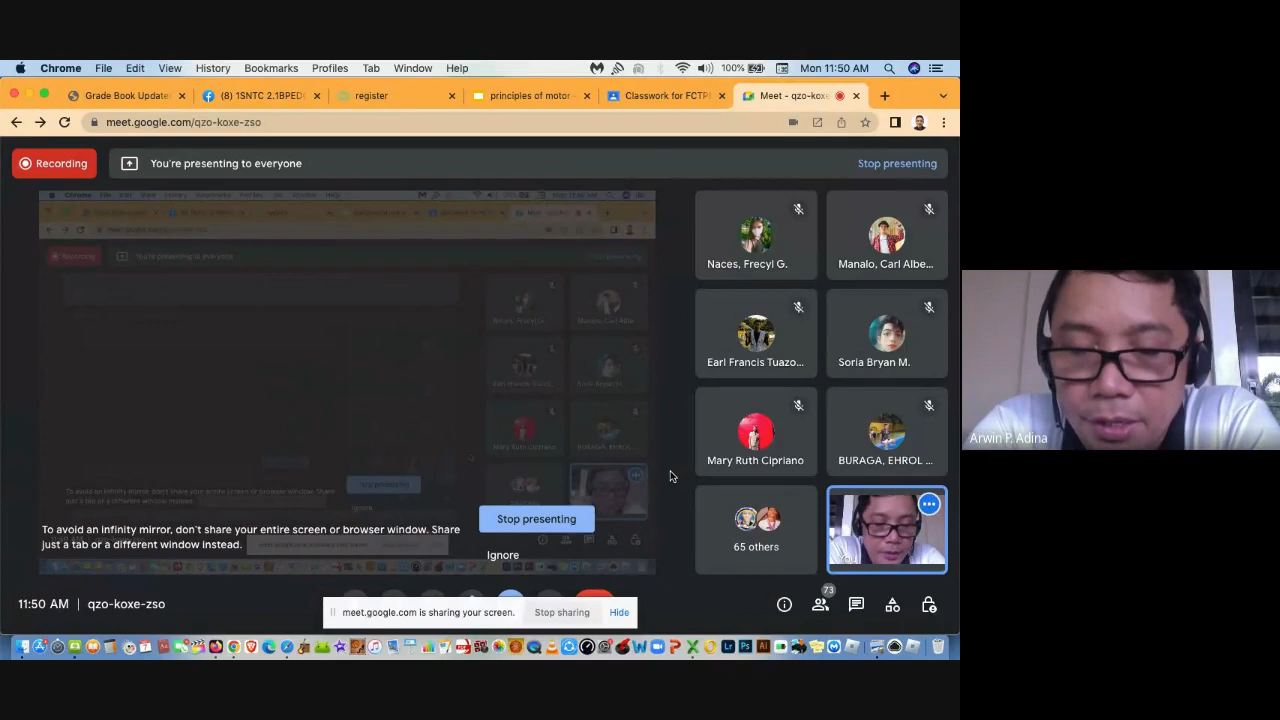 Chrome File Edit View History Bookmarks Profiles Tab Window Help 100% Mon 11:50 AM
Grade Book Update (8) 1SNTC 2.1BPED register principles of motor Classwork for FCTP Meet - qzo-koxe-zso
meet.google.com/qzo-koxe-zso
Recording You're presenting to everyone Stop presenting
Naces, Frecyl G. Manalo, Carl Albe...
Earl Francis Tuazo... Soria Bryan M.
Mary Ruth Cipriano BURAGA, EHROL ...
Arwin P. Adina
To avoid an infinity mirror, don't share your entire screen or browser window. Share
just a tab or a different window instead.
Stop presenting
Ignore
65 others
73
11:50 AM | qzo-koxe-zso
meet.google.com is sharing your screen. Stop sharing Hide